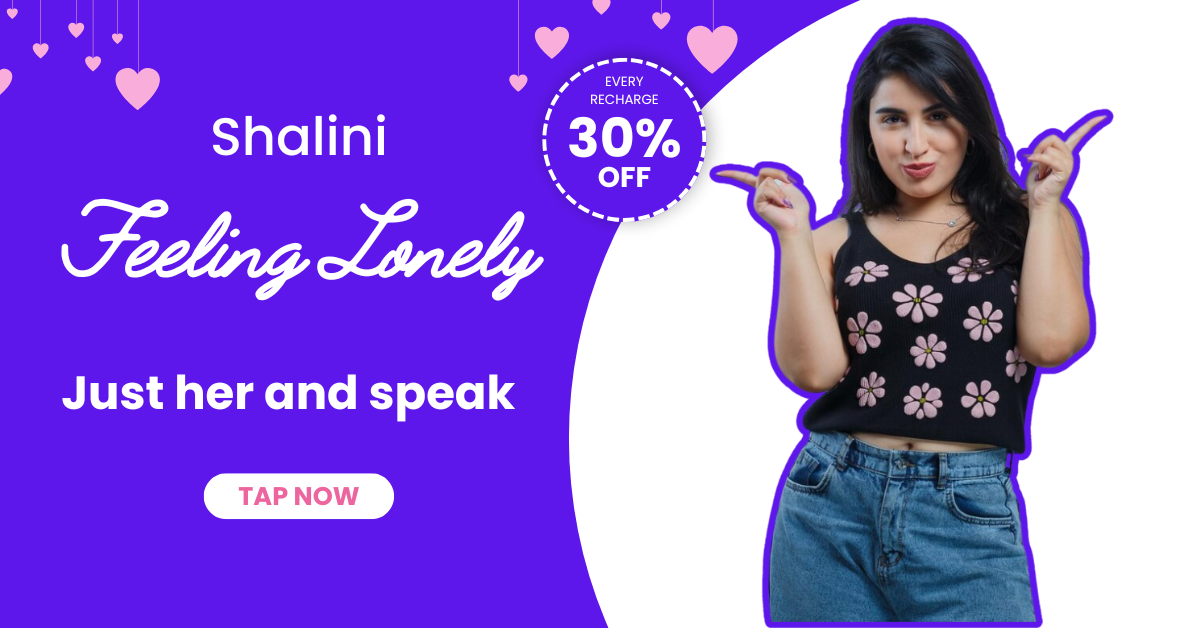 Shalini
Feeling Lonely
Just her and speak
TAP NOW
EVERY
RECHARGE
30%
OFF